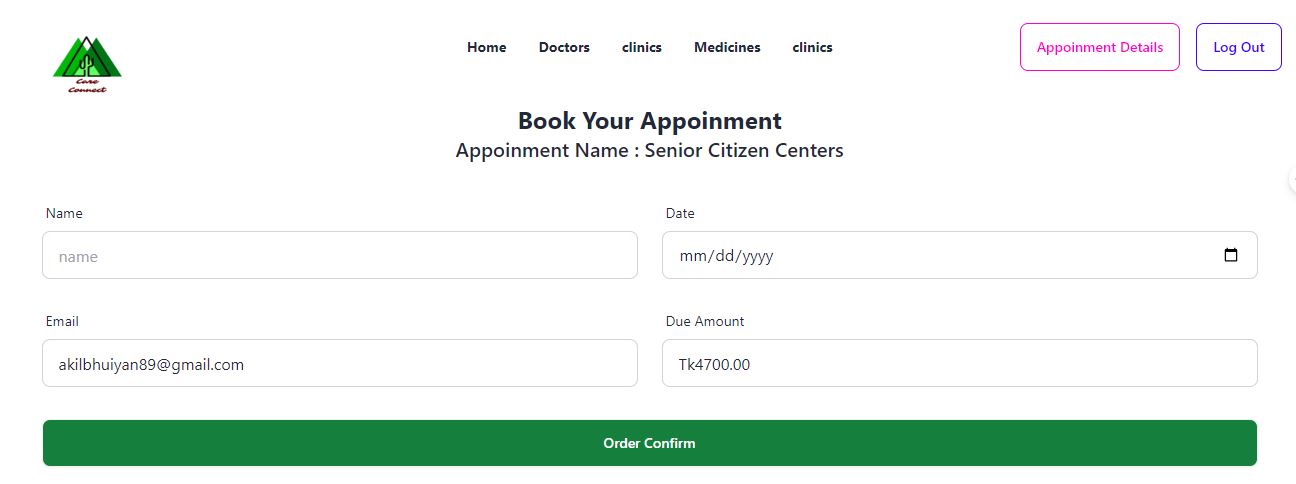 Care
Connect
Home Doctors clinics Medicines clinics
Appoinment Details Log Out
Book Your Appoinment
Appoinment Name : Senior Citizen Centers
Name Date
name mm/dd/yyyy
Email Due Amount
akilbhuiyan89@gmail.com Tk4700.00
Order Confirm